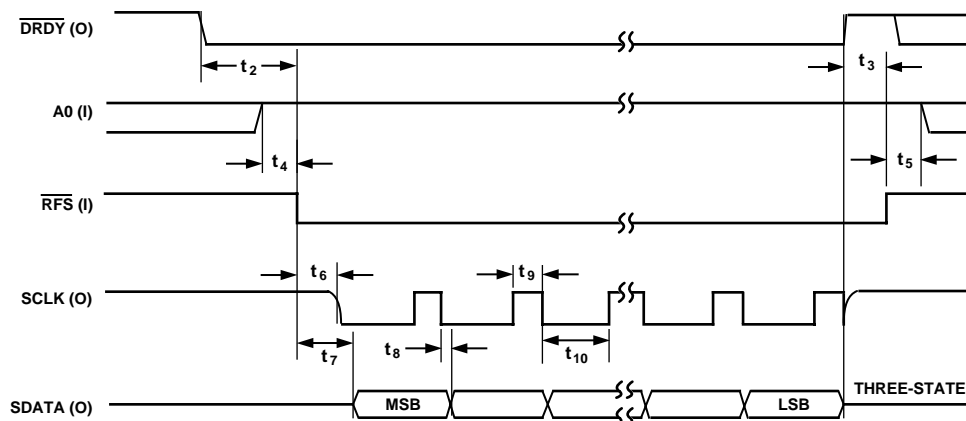 DRDY (O)
t2
t3
A0 (I)
t4
t5
RFS (I)
t6
t9
SCLK (O)
t7
t8
t10
THREE-STATE
SDATA (O)
MSB
LSB